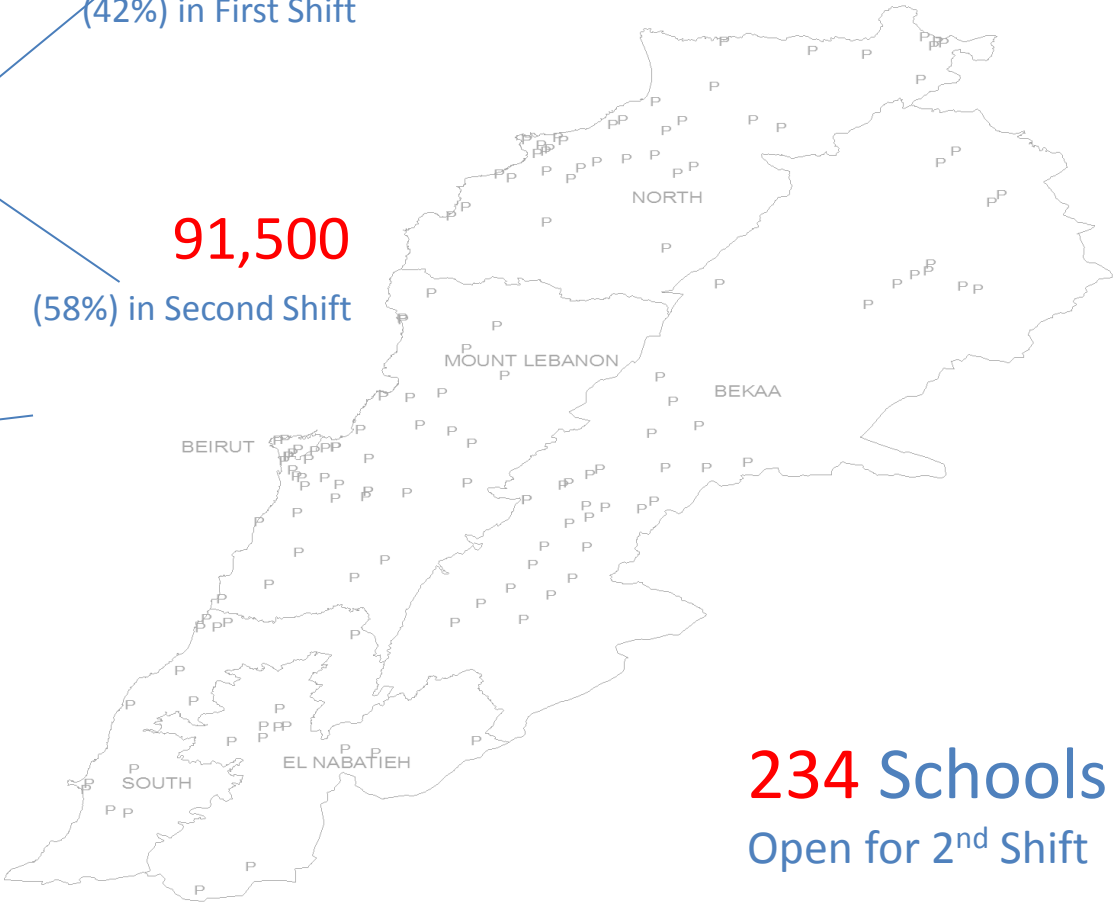 (42%) in First Shift
91,500
(58%) in Second Shift
NORTH
MOUNT LEBANON
BEKAA
BEIRUT
EL NABATIEH
SOUTH
234 Schools
Open for 2nd Shift